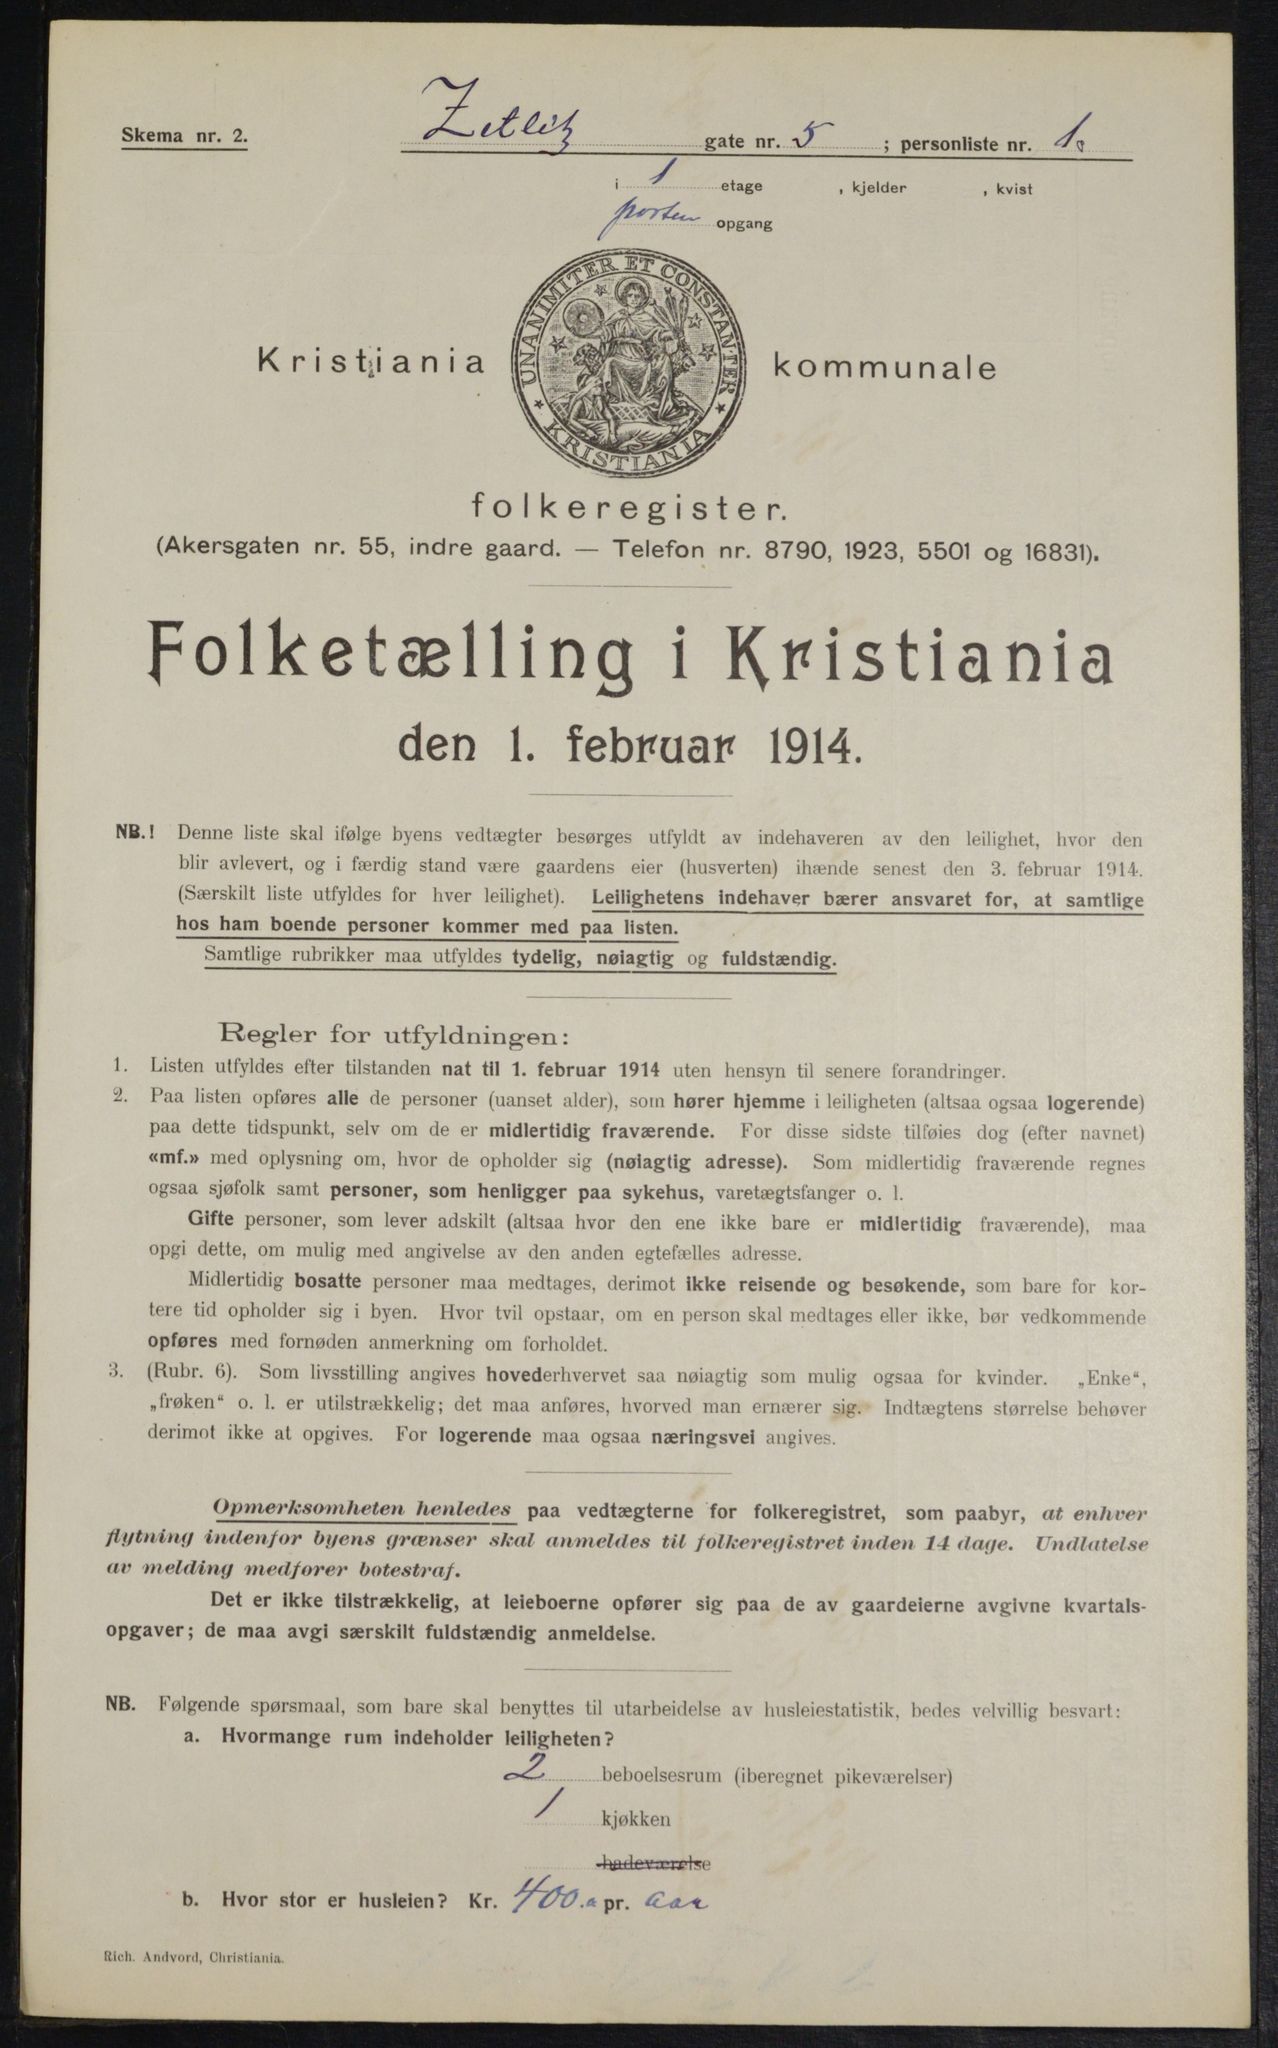 Skema nr. 2.
Zetlitz gate nr. 5 ; personliste nr. 1.
i 1 etage , kjelder , kvist
porten opgang
UNANIMITER ET CONSTANTER
KRISTIANIA
Kristiania kommunale
folkeregister.
(Akersgaten nr. 55, indre gaard. — Telefon nr. 8790, 1923, 5501 og 16831).
Folketælling i Kristiania
den 1. februar 1914.
NB.! Denne liste skal ifølge byens vedtægter besørges utfyldt av indehaveren av den leilighet, hvor den
blir avlevert, og i færdig stand være gaardens eier (husverten) ihænde senest den 3. februar 1914.
(Særskilt liste utfyldes for hver leilighet). Leilighetens indehaver bærer ansvaret for, at samtlige
hos ham boende personer kommer med paa listen.
Samtlige rubrikker maa utfyldes tydelig, nøiagtig og fuldstændig.
Regler for utfyldningen:
1. Listen utfyldes efter tilstanden nat til 1. februar 1914 uten hensyn til senere forandringer.
2. Paa listen opføres alle de personer (uanset alder), som hører hjemme i leiligheten (altsaa ogsaa logerende)
paa dette tidspunkt, selv om de er midlertidig fraværende. For disse sidste tilføies dog (efter navnet)
«mf.» med oplysning om, hvor de opholder sig (nøiagtig adresse). Som midlertidig fraværende regnes
ogsaa sjøfolk samt personer, som henligger paa sykehus, varetægtsfanger o. l.
Gifte personer, som lever adskilt (altsaa hvor den ene ikke bare er midlertidig fraværende), maa
opgi dette, om mulig med angivelse av den anden egtefælles adresse.
Midlertidig bosatte personer maa medtages, derimot ikke reisende og besøkende, som bare for kor-
tere tid opholder sig i byen. Hvor tvil opstaar, om en person skal medtages eller ikke, bør vedkommende
opføres med fornøden anmerkning om forholdet.
3. (Rubr. 6). Som livsstilling angives hovederhvervet saa nøiagtig som mulig ogsaa for kvinder. „Enke“,
„frøken“ o. l. er utilstrækkelig; det maa anføres, hvorved man ernærer sig. Indtægtens størrelse behøver
derimot ikke at opgives. For logerende maa ogsaa næringsvei angives.
Opmerksomheten henledes paa vedtægterne for folkeregistret, som paabyr, at enhver
flytning indenfor byens grænser skal anmeldes til folkeregistret inden 14 dage. Undlatelse
av melding medfører botestraf.
Det er ikke tilstrækkelig, at leieboerne opfører sig paa de av gaardeierne avgivne kvartals-
opgaver; de maa avgi særskilt fuldstændig anmeldelse.
NB. Følgende spørsmaal, som bare skal benyttes til utarbeidelse av husleiestatistik, bedes velvillig besvart:
a. Hvormange rum indeholder leiligheten?
2 beboelsesrum (iberegnet pikeværelser)
1 kjøkken
badeværelse
b. Hvor stor er husleien? Kr. 400.a pr. aar
Rich. Andvord, Christiania.